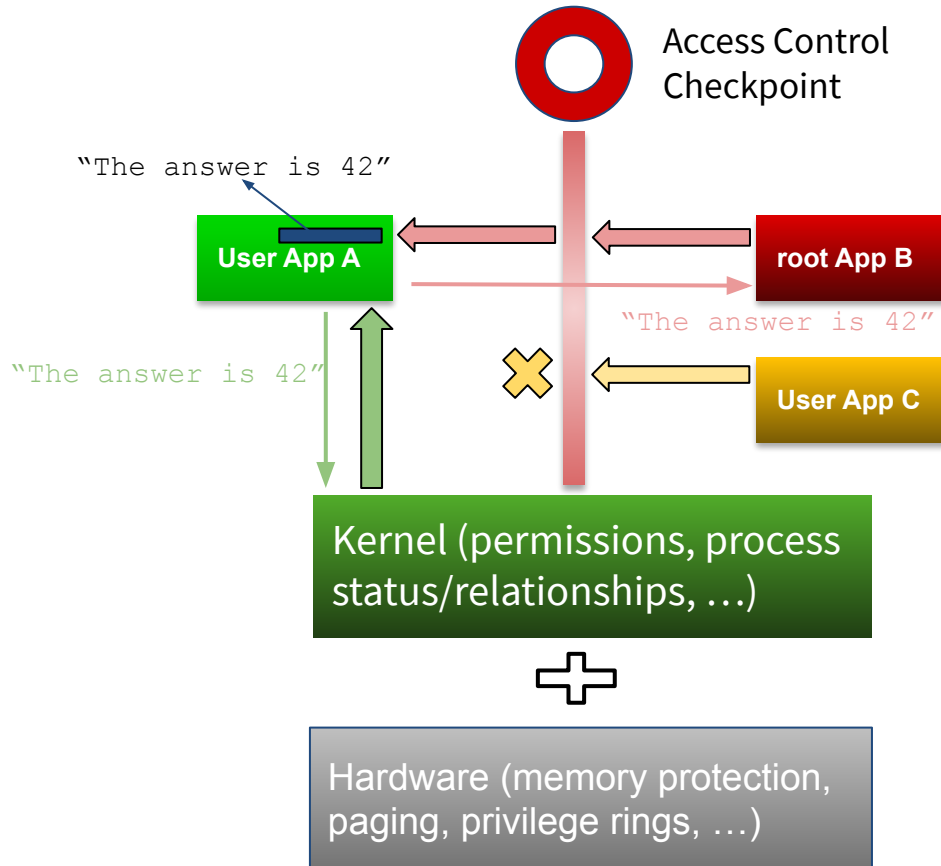 Access Control
Checkpoint
“The answer is 42”
User App A
root App B
“The answer is 42”
“The answer is 42”
User App C
Kernel (permissions, process
status/relationships, …)
Hardware (memory protection,
paging, privilege rings, …)